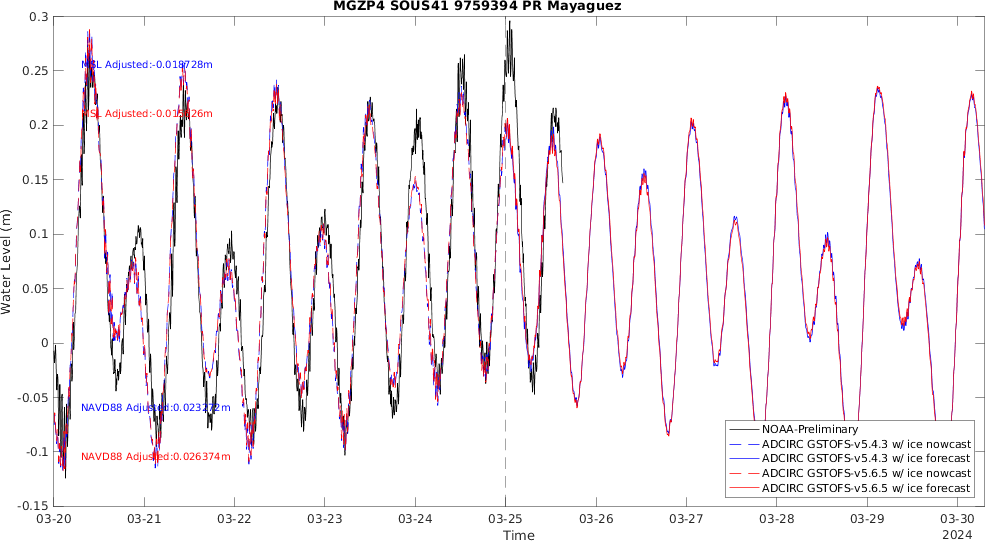 MGZP4 SOUS41 9759394 PR Mayaguez
0.3
0.25
0.2
0.15
0.1
0.05
0
-0.05
-0.1
-0.15
Water Level (m)
MSL Adjusted:-0.018728m
MSL Adjusted:
NAVD88 Adjusted:0.023272m
NAVD88 Adjusted:0.026374m
NOAA-Preliminary
ADCIRC GSTOFS-v5.4.3 w/ ice nowcast
ADCIRC GSTOFS-v5.4.3 w/ ice forecast
ADCIRC GSTOFS-v5.6.5 w/ ice nowcast
ADCIRC GSTOFS-v5.6.5 w/ ice forecast
03-20 03-21 03-22 03-23 03-24 03-25 03-26 03-27 03-28 03-29 03-30
Time
2024